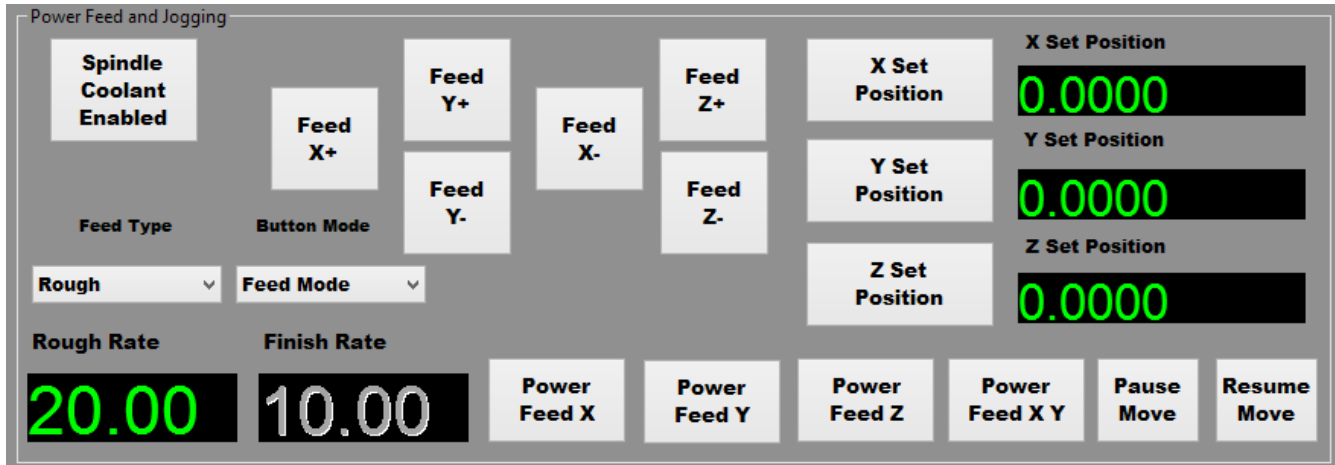 Power Feed and Jogging
Spindle
Coolant
Enabled
Feed
X+
Feed
Y+
Feed
Y-
Feed
X-
Feed
Z+
Feed
Z-
X Set
Position
X Set Position
0.0000
Y Set
Position
Y Set Position
0.0000
Z Set
Position
Z Set Position
0.0000
Feed Type
Button Mode
Rough
Feed Mode
Rough Rate
Finish Rate
20.00
10.00
Power
Feed X
Power
Feed Y
Power
Feed Z
Power
Feed X Y
Pause
Move
Resume
Move